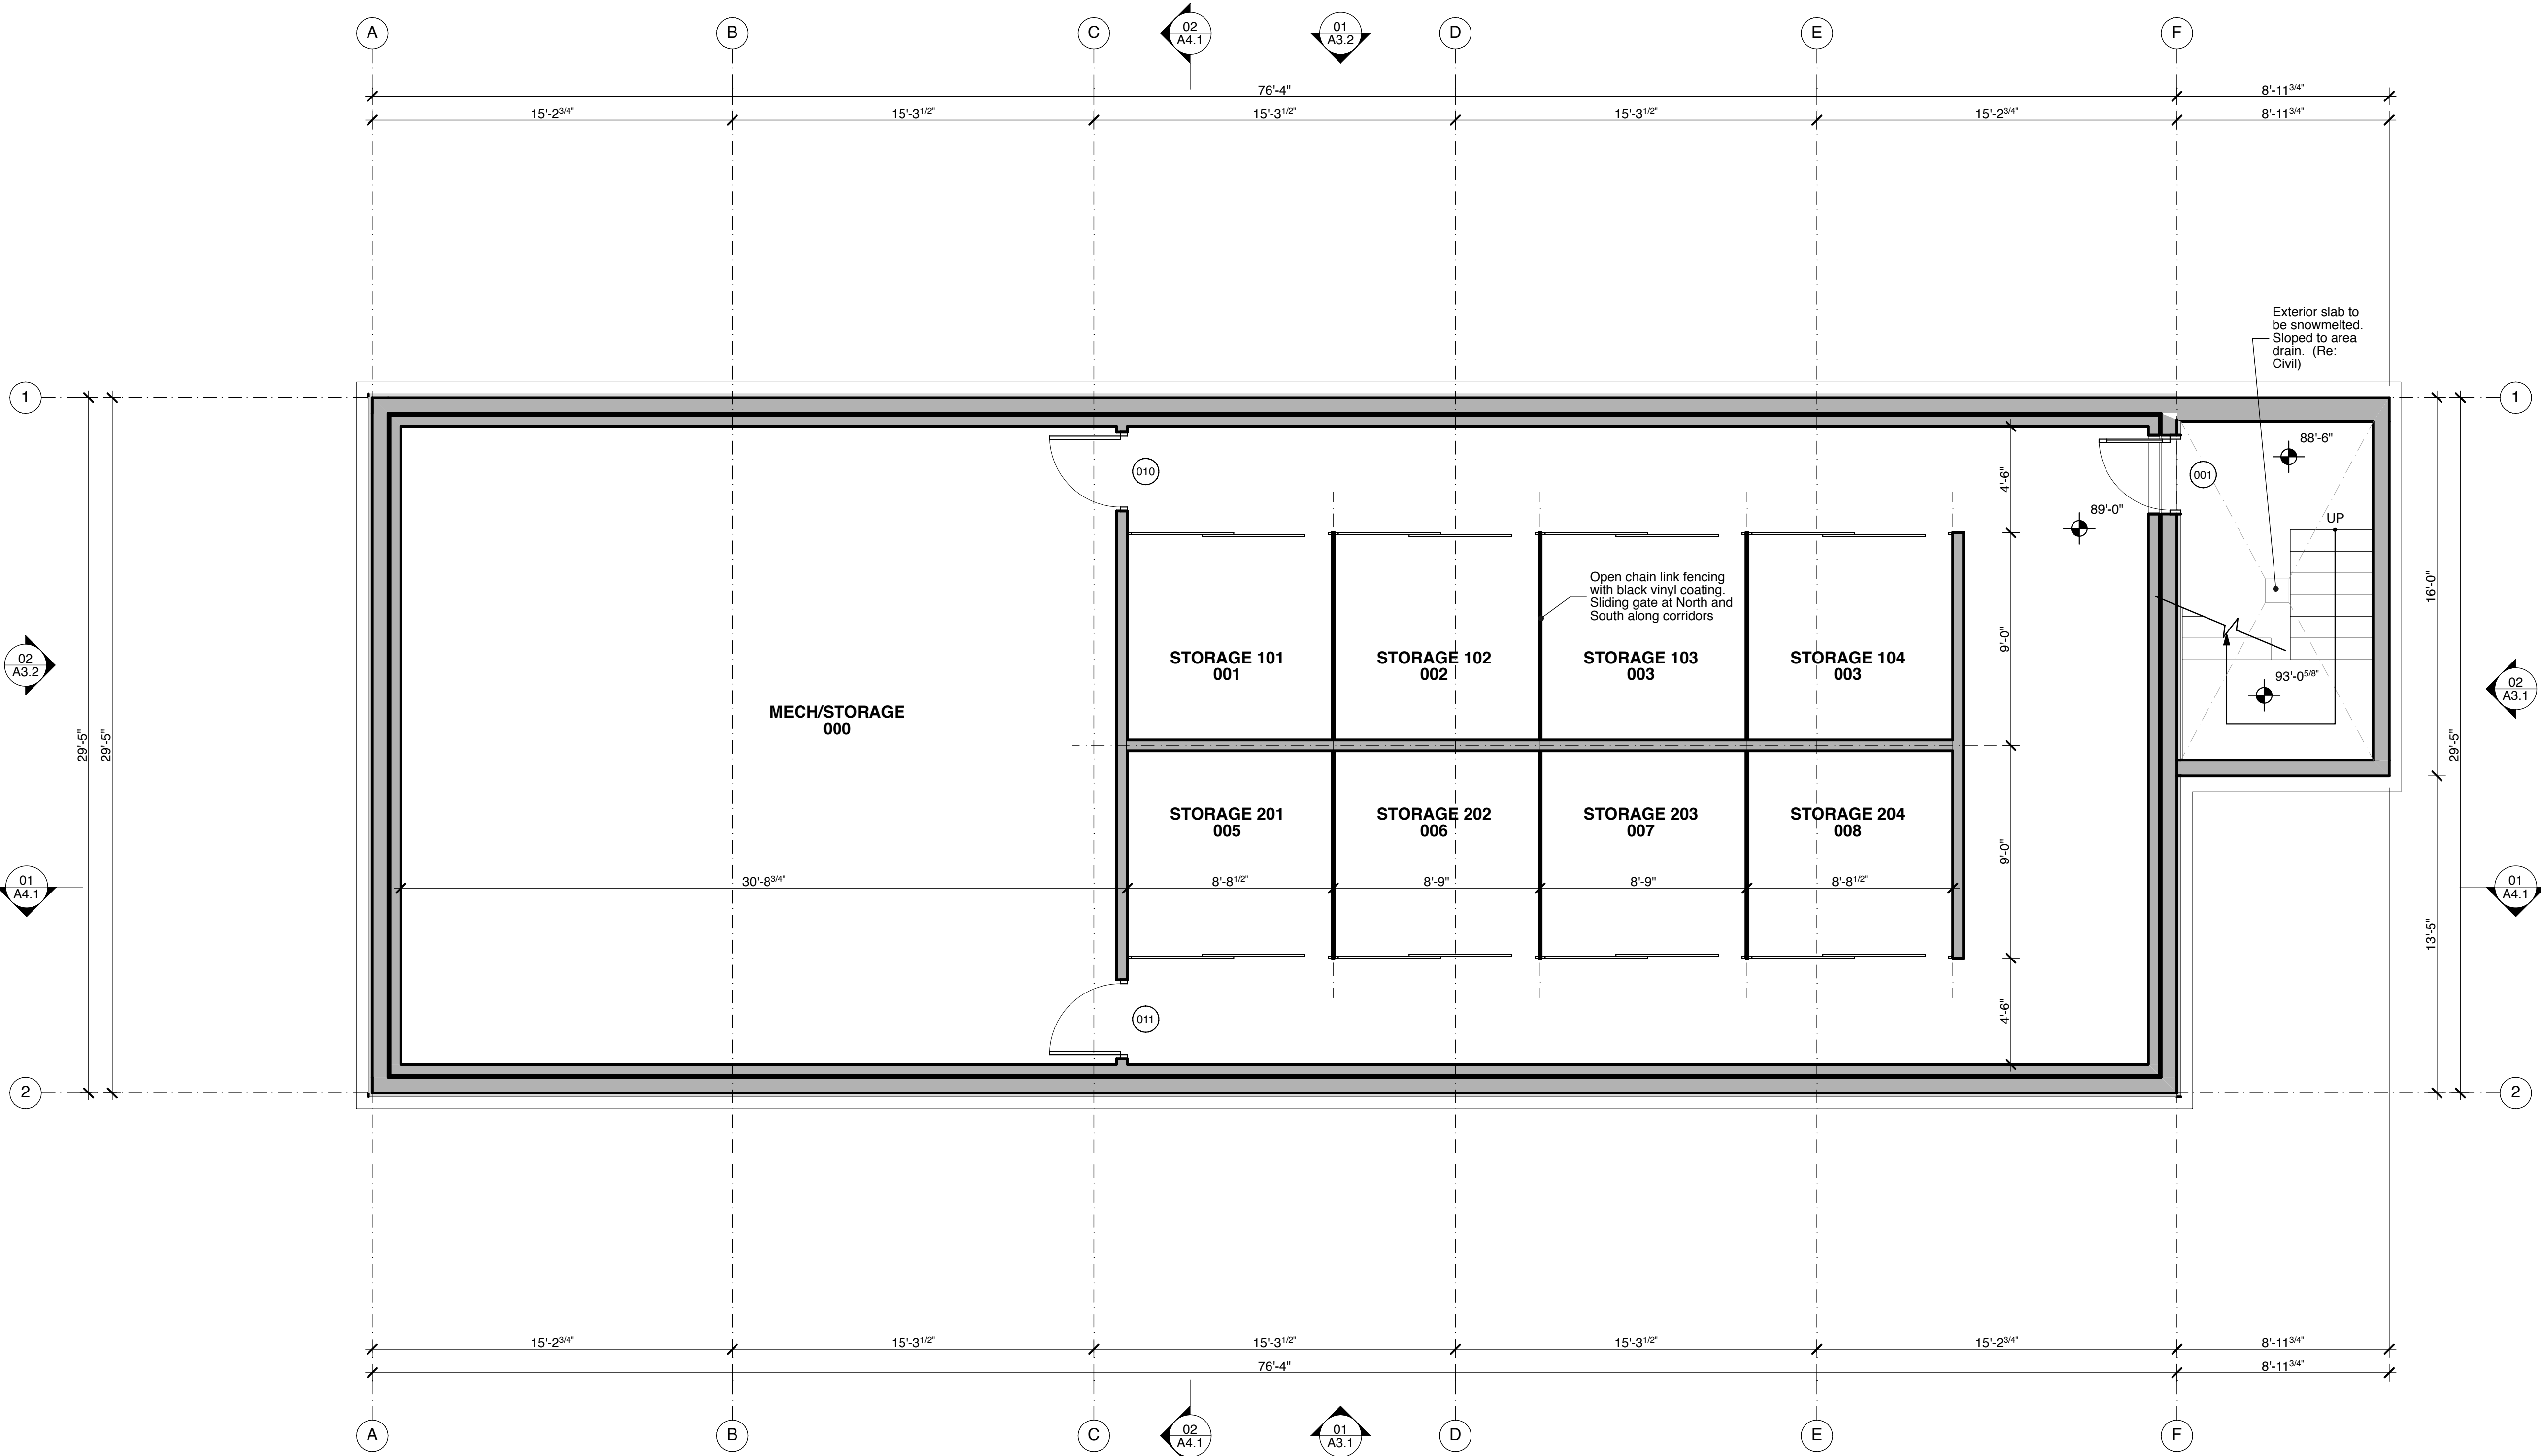 A
B
C
02
A4.1
01
A3.2
D
E
F
76'-4"
8'-11 3/4"
15'-2 3/4"
15'-3 1/2"
15'-3 1/2"
15'-3 1/2"
15'-2 3/4"
8'-11 3/4"
Exterior slab to
be snowmelted.
Sloped to area
drain. (Re:
Civil)
1
1
88'-6"
010
001
4'-6"
89'-0"
UP
Open chain link fencing
with black vinyl coating.
Sliding gate at North and
South along corridors
16'-0"
9'-0"
STORAGE 101
001
STORAGE 102
002
STORAGE 103
003
STORAGE 104
003
02
A3.2
93'-0 5/8"
02
A3.1
MECH/STORAGE
000
29'-5"
29'-5"
29'-5"
STORAGE 201
005
STORAGE 202
006
STORAGE 203
007
STORAGE 204
008
9'-0"
01
A4.1
30'-8 3/4"
8'-8 1/2"
8'-9"
8'-9"
8'-8 1/2"
01
A4.1
13'-5"
011
4'-6"
2
2
15'-2 3/4"
15'-3 1/2"
15'-3 1/2"
15'-3 1/2"
15'-2 3/4"
8'-11 3/4"
76'-4"
8'-11 3/4"
A
B
C
02
A4.1
01
A3.1
D
E
F